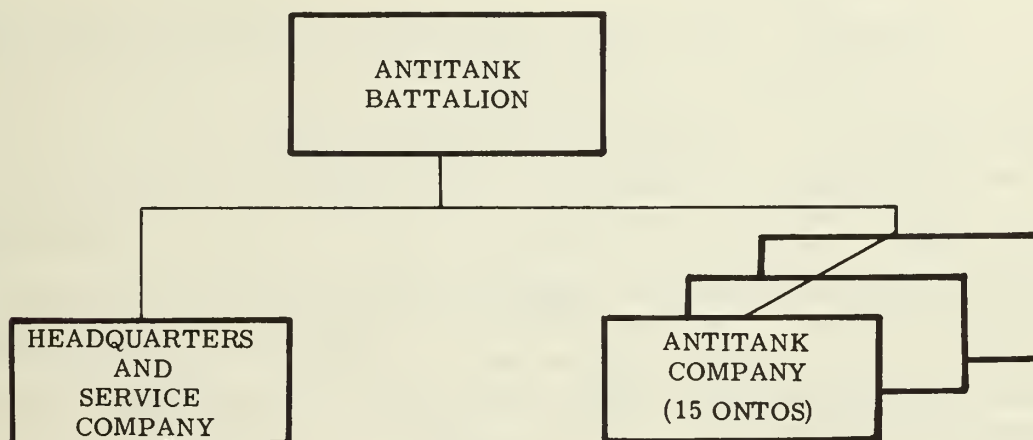 ANTITANK
BATTALION
HEADQUARTERS
AND
SERVICE
COMPANY
ANTITANK
COMPANY
(15 ONTOS)